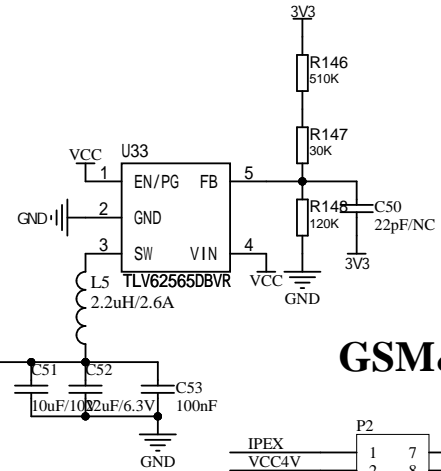 3V3
R146
510K
R147
30K
VCC
U33
1
EN/PG
FB
5
R148
120K
C50
22pF/NC
GND
2
GND
3V3
3
SW
VIN
4
TLV62565DBVR
VCC
GND
L5
2.2uH/2.6A
GSM&
C51
C52
C53
10uF/10V
22uF/6.3V
100nF
GND
P2
IPEX
1
7
VCC4V
2
8